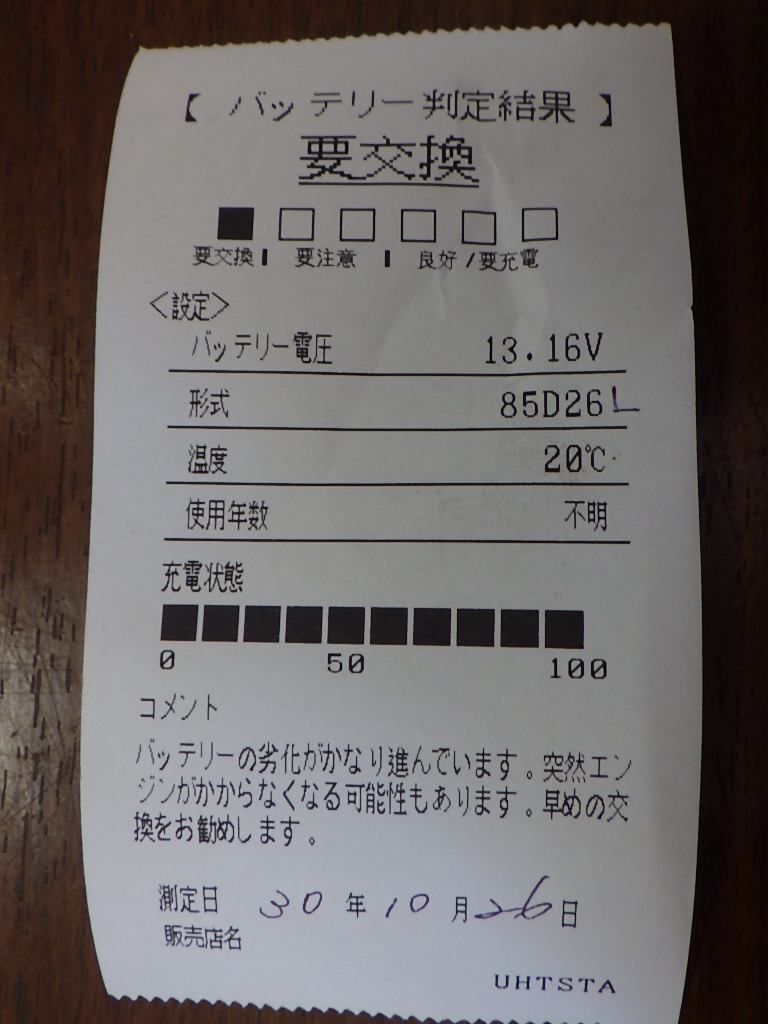 【 バッテリー判定結果 】
要交換
要交換 | 要注意 | 良好 / 要充電
<設定>
バッテリー電圧 13.16V
形式 85D26L
温度 20℃
使用年数 不明
充電状態
0 50 100
コメント
バッテリーの劣化がかなり進んでいます。突然エン
ジンがかからなくなる可能性もあります。早めの交
換をお勧めします。
測定日 30年10月26日
販売店名
UHTSTA